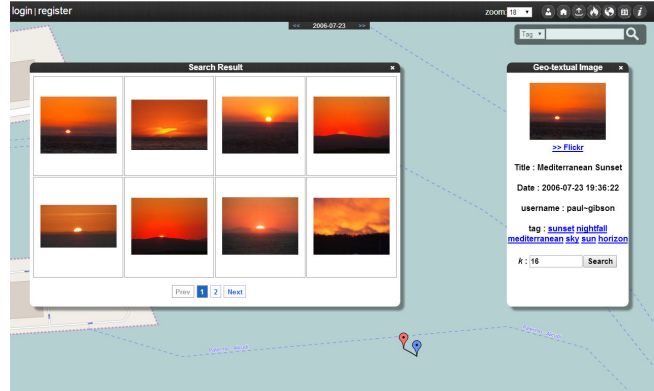 login | register
zoom 18
<< 2006-07-23 >>
Tag
Search Result ×
Prev 1 2 Next
Geo-textual Image ×
>> Flickr
Title : Mediterranean Sunset
Date : 2006-07-23 19:36:22
username : paul~gibson
tag : sunset nightfall
mediterranean sky sun horizon
k : 16 Search